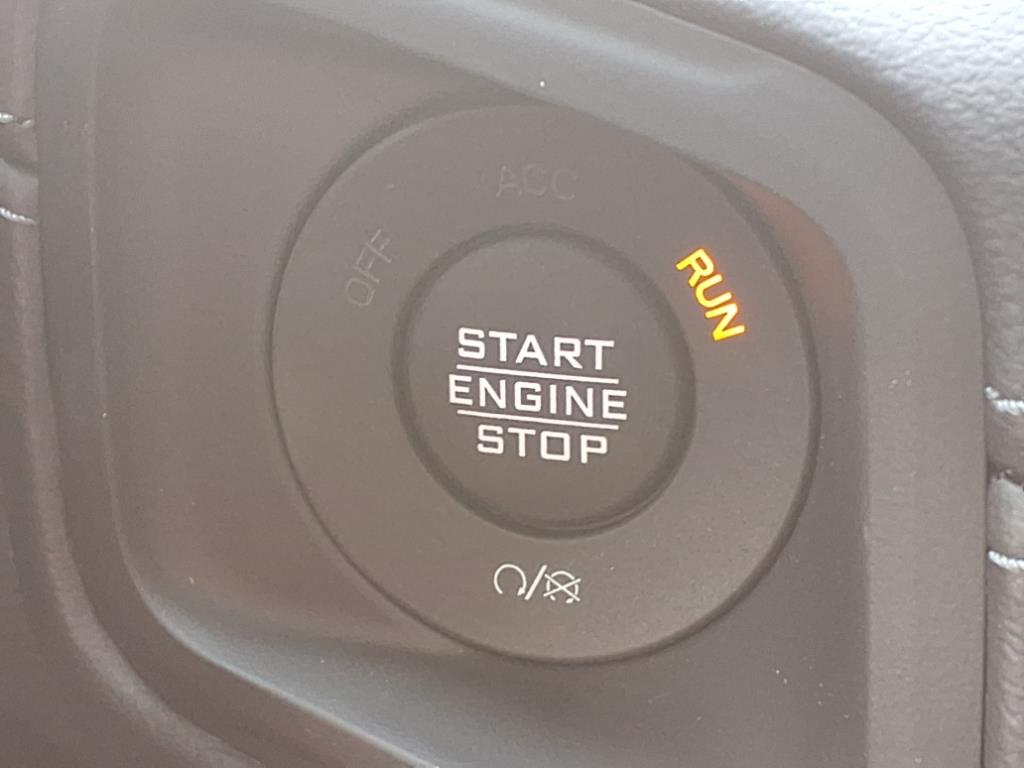 ACC
OFF
RUN
START
ENGINE
STOP